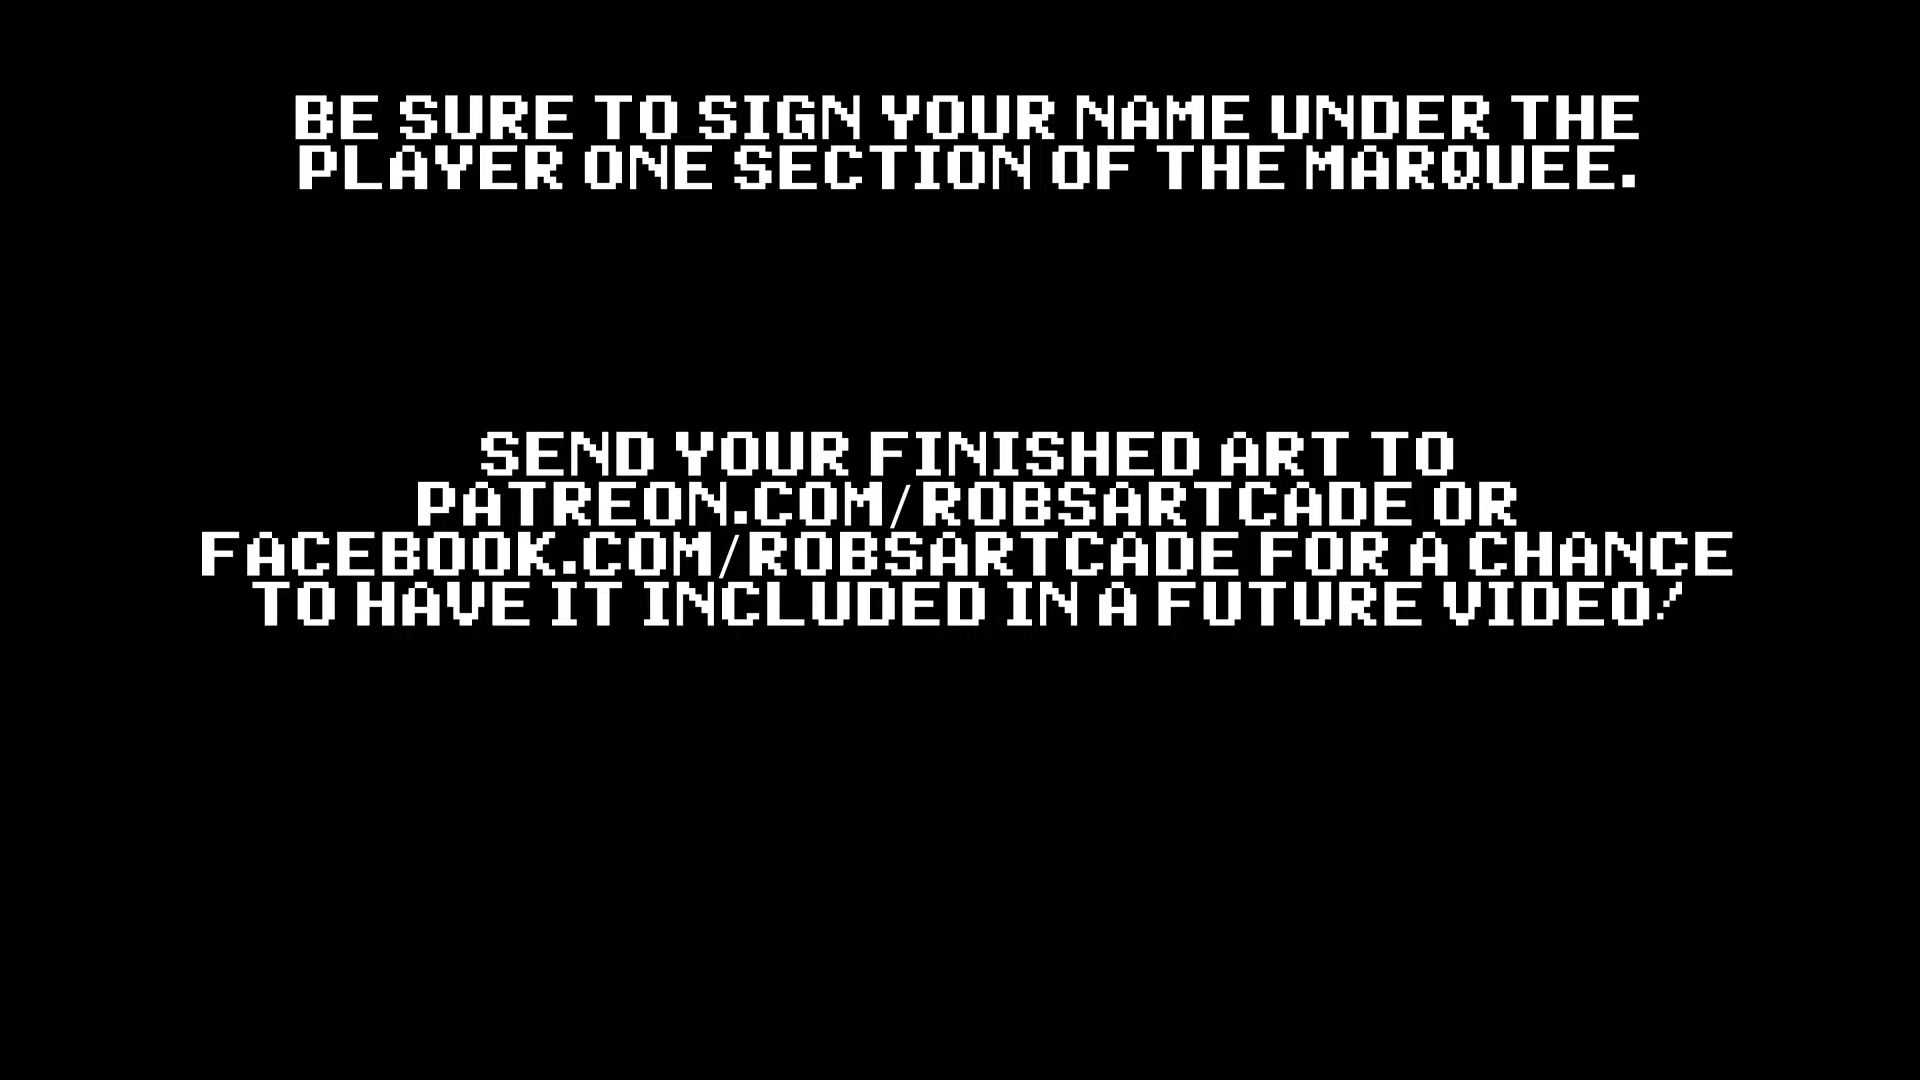 BE SURE TO SIGN YOUR NAME UNDER THE
PLAYER ONE SECTION OF THE MARQUEE.
SEND YOUR FINISHED ART TO
PATREON.COM/ROBSARTCADE OR
FACEBOOK.COM/ROBSARTCADE FOR A CHANCE
TO HAVE IT INCLUDED IN A FUTURE VIDEO!